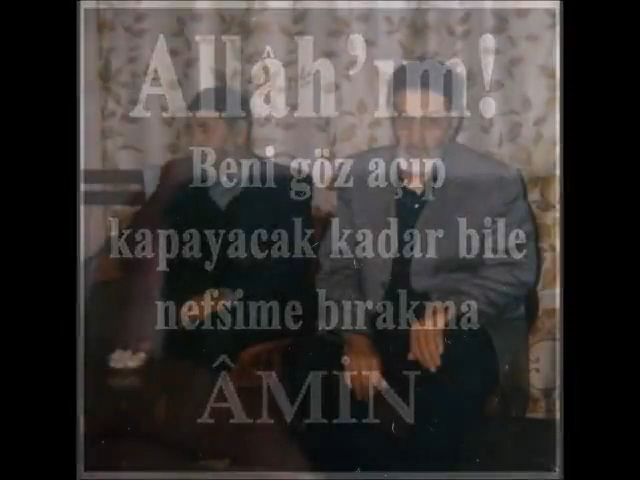 Allâh'ım!
Beni göz açıp
kapayacak kadar bile
nefsime bırakma
ÂMİN